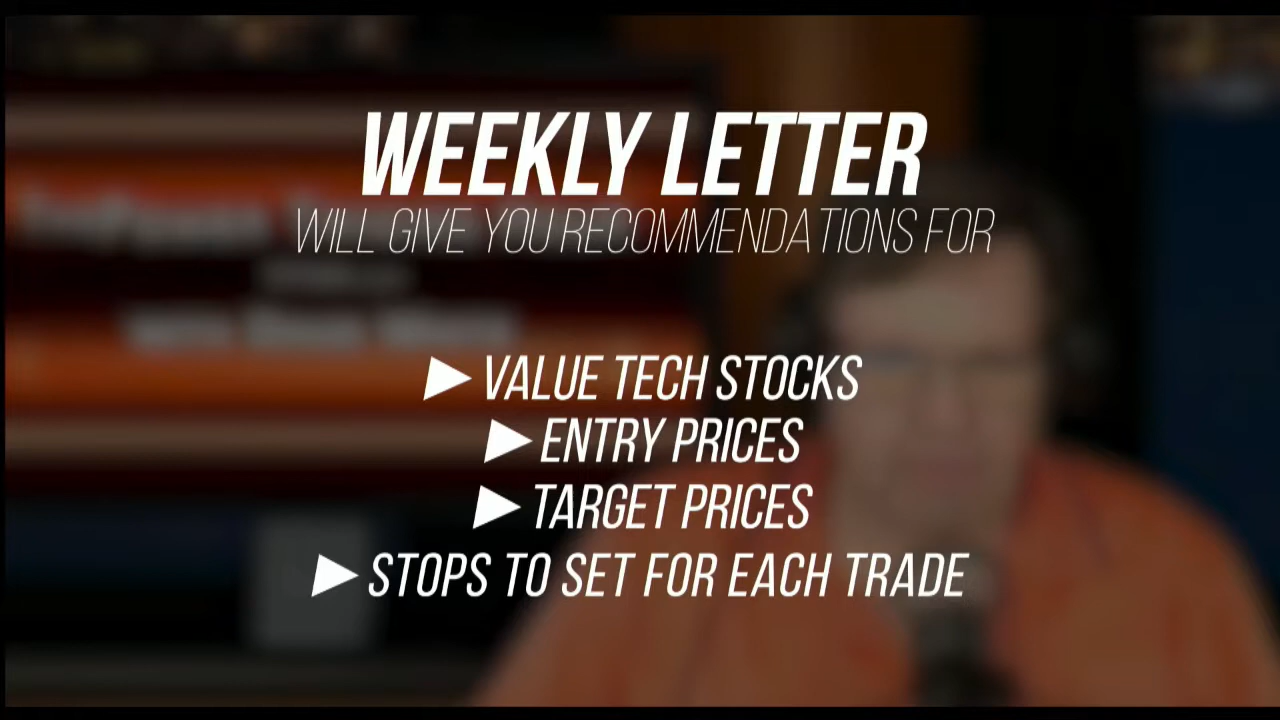 WEEKLY LETTER
WILL GIVE YOU RECOMMENDATIONS FOR
► VALUE TECH STOCKS
► ENTRY PRICES
► TARGET PRICES
► STOPS TO SET FOR EACH TRADE